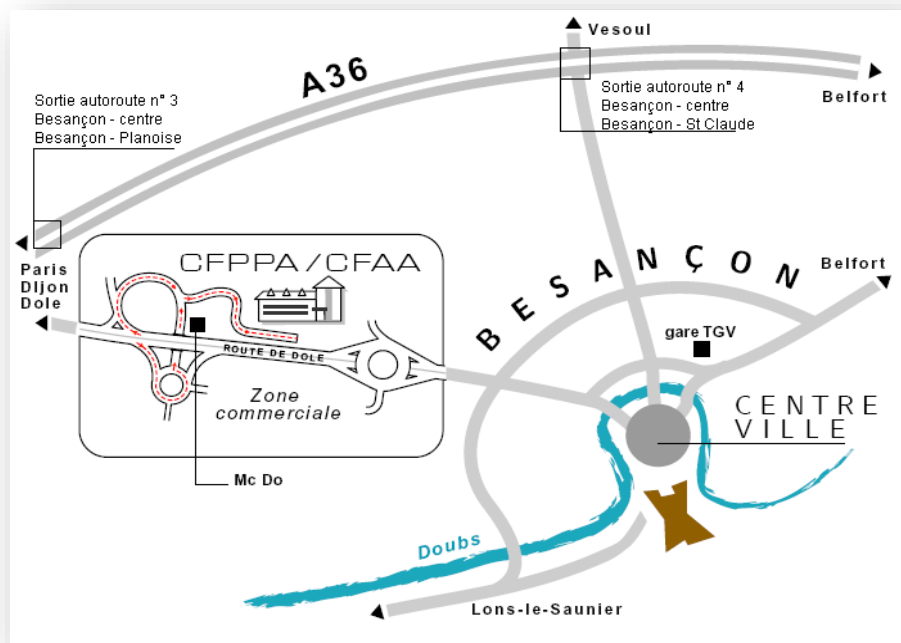 Vesoul
A36
Sortie autoroute n° 3
Besançon - centre
Besançon - Planoise
Sortie autoroute n° 4
Besançon - centre
Besançon - St Claude
Belfort
Paris
Dijon
Dole
CFPPA/CFAA
BESANÇON
Belfort
gare TGV
ROUTE DE DOLE
Zone
commerciale
CENTRE
VILLE
Mc Do
Doubs
Lons-le-Saunier